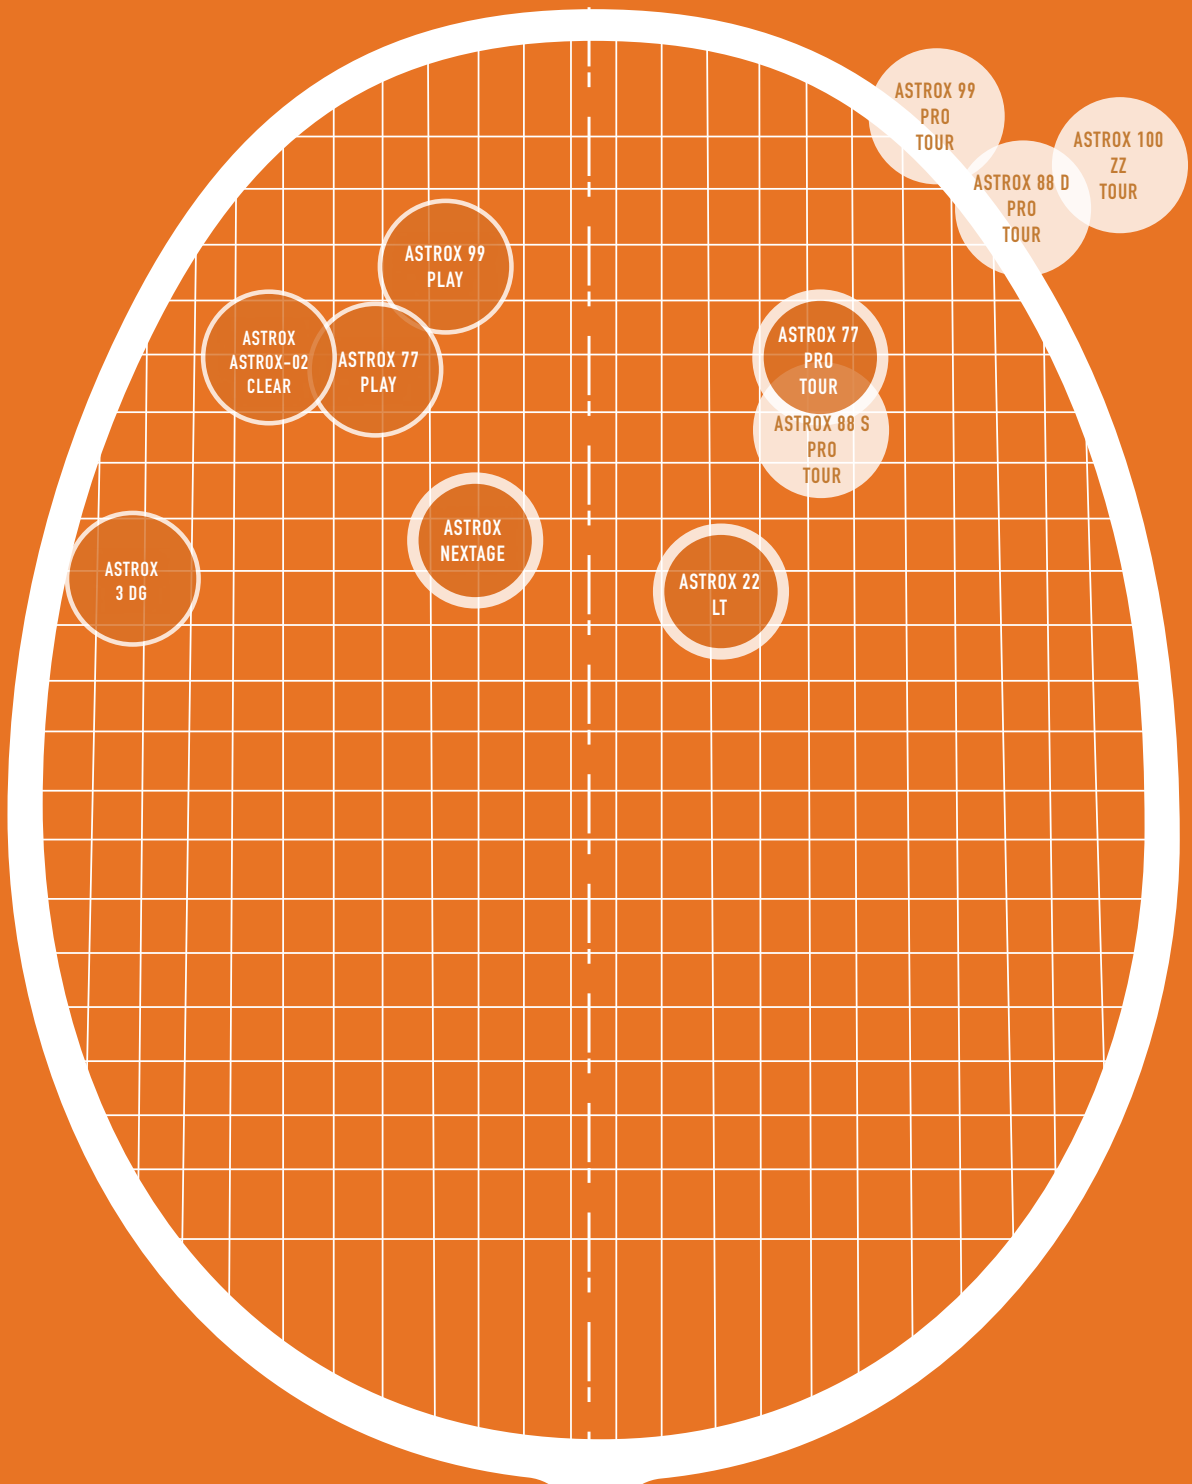 ASTROX 99
PRO
TOUR
ASTROX 100
ZZ
TOUR
ASTROX 88 D
PRO
TOUR
ASTROX 99
PLAY
ASTROX
ASTROX-02
CLEAR
ASTROX 77
PLAY
ASTROX 77
PRO
TOUR
ASTROX 88 S
PRO
TOUR
ASTROX
NEXTAGE
ASTROX
3 DG
ASTROX 22
LT